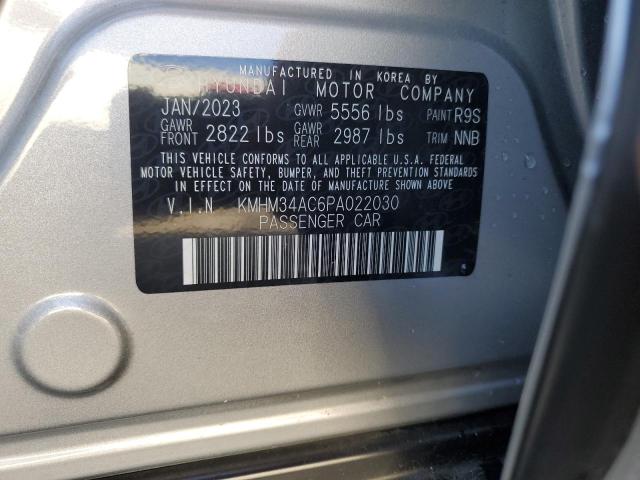 MANUFACTURED IN KOREA BY
HYUNDAI MOTOR COMPANY
JAN/2023 GVWR 5556 lbs PAINT R9S
GAWR FRONT 2822 lbs GAWR REAR 2987 lbs TRIM NNB
THIS VEHICLE CONFORMS TO ALL APPLICABLE U.S.A. FEDERAL
MOTOR VEHICLE SAFETY, BUMPER, AND THEFT PREVENTION STANDARDS
IN EFFECT ON THE DATE OF MANUFACTURE SHOWN ABOVE
V.I.N KMHM34AC6PA022030
PASSENGER CAR